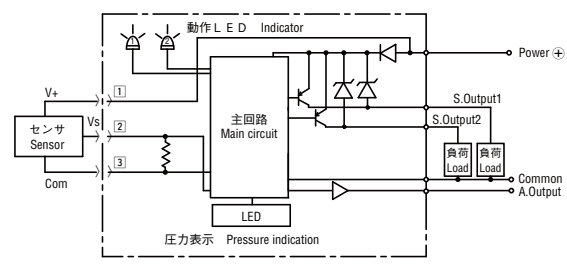 動作ＬＥＤ Indicator
1
2
Power ⊕
V+
1
S.Output1
センサ
Sensor
Vs
2
主回路
Main circuit
S.Output2
負荷
Load
負荷
Load
3
Com
Common
A.Output
LED
圧力表示 Pressure indication